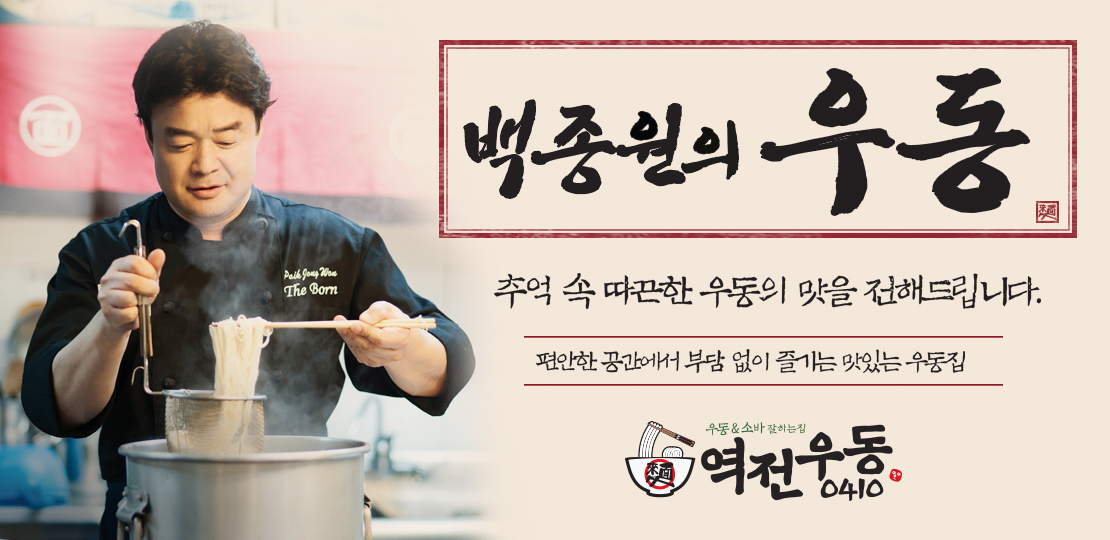 백종원의 우동
麵
추억 속 따끈한 우동의 맛을 전해드립니다.
편안한 공간에서 부담 없이 즐기는 맛있는 우동집
우동&소바 잘하는집
역전우동
0410
麵
Paik Jong Won
The Born